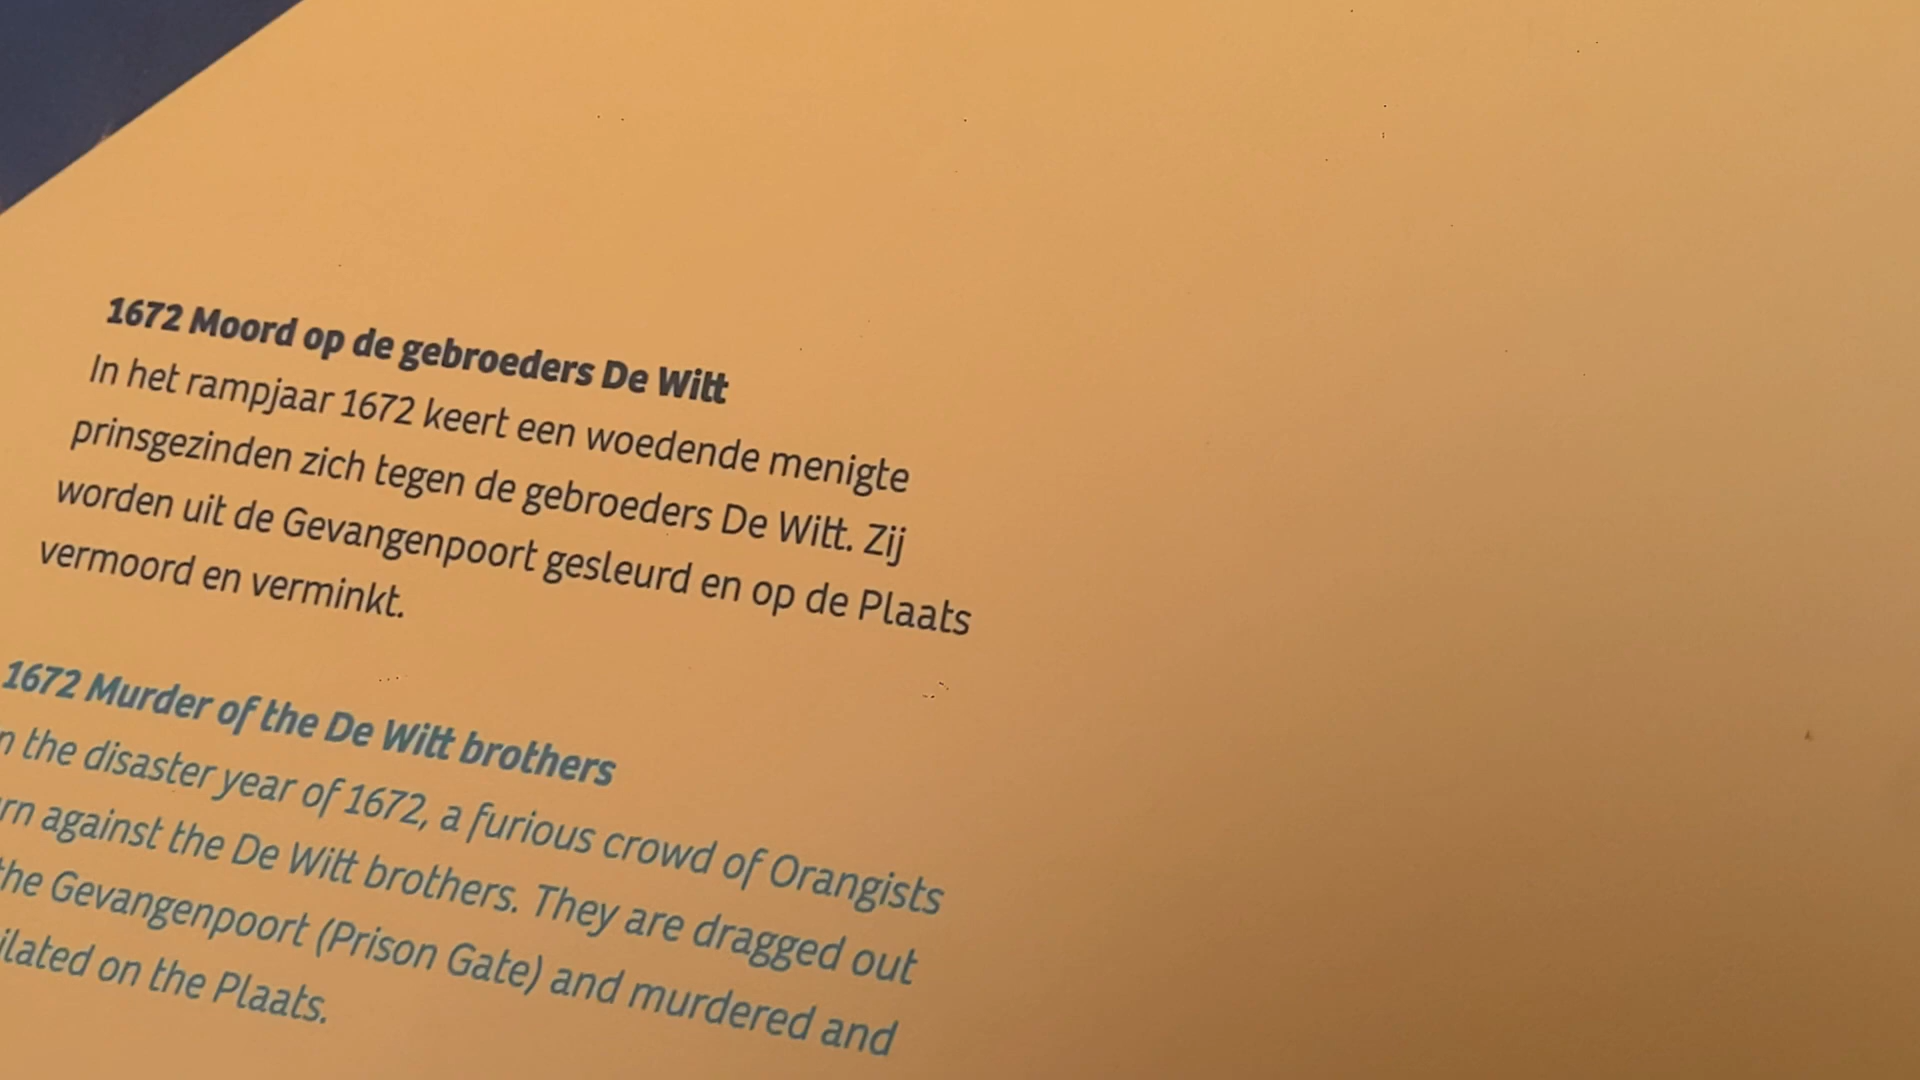 1672 Moord op de gebroeders De Witt
In het rampjaar 1672 keert een woedende menigte
prinsgezinden zich tegen de gebroeders De Witt. Zij
worden uit de Gevangenpoort gesleurd en op de Plaats
vermoord en verminkt.
1672 Murder of the De Witt brothers
n the disaster year of 1672, a furious crowd of Orangists
rn against the De Witt brothers. They are dragged out
the Gevangenpoort (Prison Gate) and murdered and
ilated on the Plaats.